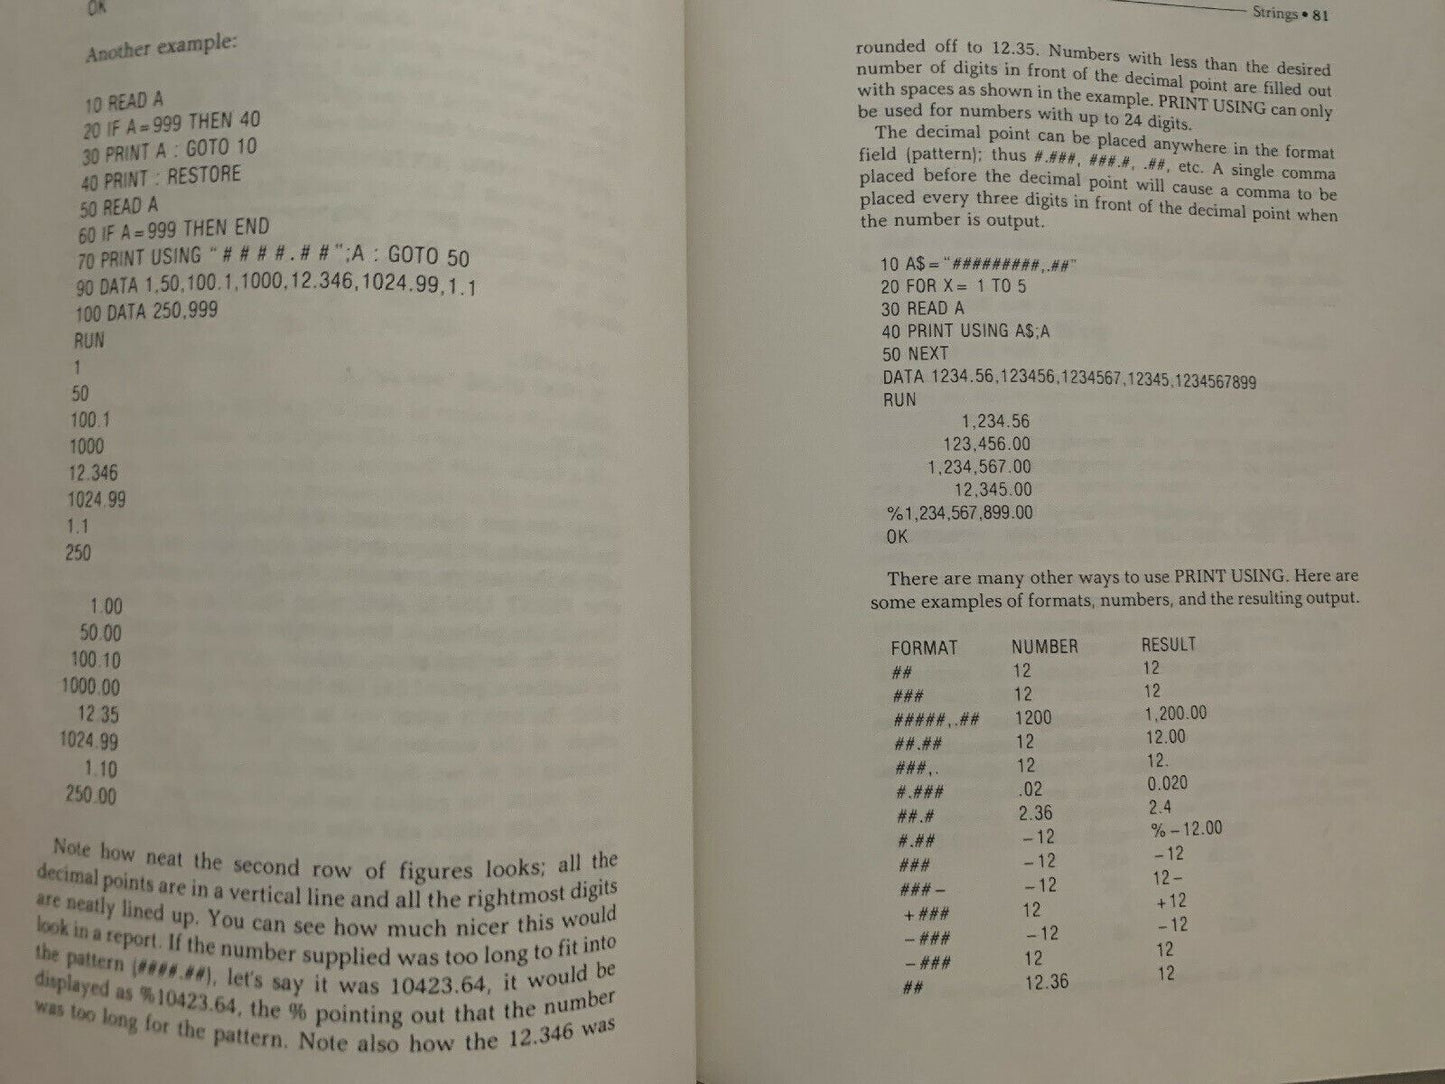 OK
Another example:
10 READ A
20 IF A=999 THEN 40
30 PRINT A : GOTO 10
40 PRINT : RESTORE
50 READ A
60 IF A=999 THEN END
70 PRINT USING "# # # # . # #";A : GOTO 50
90 DATA 1,50,100.1,1000,12.346,1024.99,1.1
100 DATA 250,999
RUN
1
50
100.1
1000
12.346
1024.99
1.1
250
1.00
50.00
100.10
1000.00
12.35
1024.99
1.10
250.00
Note how neat the second row of figures looks; all the
decimal points are in a vertical line and all the rightmost digits
are neatly lined up. You can see how much nicer this would
look in a report. If the number supplied was too long to fit into
the pattern (####.##), let's say it was 10423.64, it would be
displayed as %10423.64, the % pointing out that the number
was too long for the pattern. Note also how the 12.346 was
Strings • 81
rounded off to 12.35. Numbers with less than the desired
number of digits in front of the decimal point are filled out
with spaces as shown in the example. PRINT USING can only
be used for numbers with up to 24 digits.
The decimal point can be placed anywhere in the format
field (pattern); thus #.###, ###.#, .##, etc. A single comma
placed before the decimal point will cause a comma to be
placed every three digits in front of the decimal point when
the number is output.
10 A$="#########,.##"
20 FOR X= 1 TO 5
30 READ A
40 PRINT USING A$;A
50 NEXT
DATA 1234.56,123456,1234567,12345,1234567899
RUN
1,234.56
123,456.00
1,234,567.00
12,345.00
%1,234,567,899.00
OK
There are many other ways to use PRINT USING. Here are
some examples of formats, numbers, and the resulting output.
FORMAT NUMBER RESULT
## 12 12
### 12 12
#####,.## 1200 1,200.00
##.## 12 12.00
###,. 12 12.
#.### .02 0.020
##.# 2.36 2.4
#.## −12 %−12.00
### −12 −12
###− −12 12−
+### 12 +12
−### −12 −12
−### 12 12
## 12.36 12